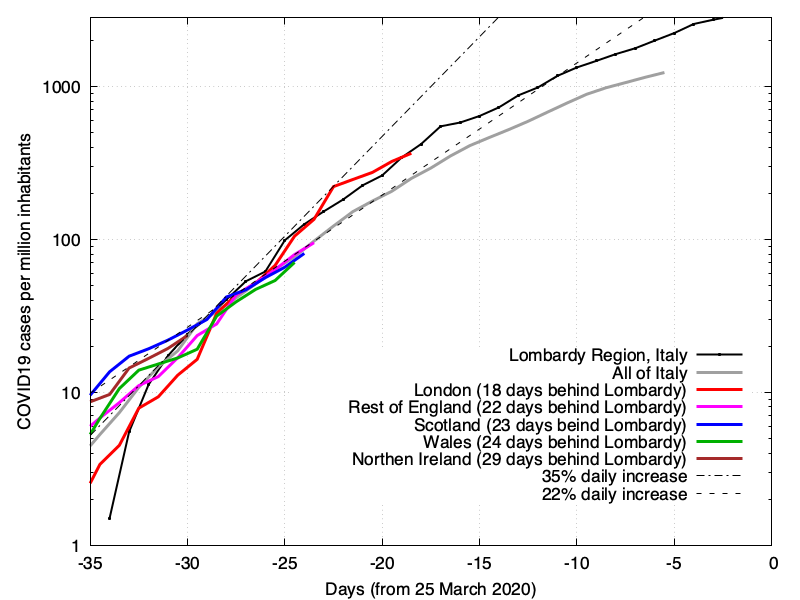 1000
100
10
1
COVID19 cases per million inhabitants
Lombardy Region, Italy
All of Italy
London (18 days behind Lombardy)
Rest of England (22 days behind Lombardy)
Scotland (23 days beind Lombardy)
Wales (24 days behind Lombardy)
Northen Ireland (29 days behind Lombardy)
35% daily increase
22% daily increase
-35 -30 -25 -20 -15 -10 -5 0
Days (from 25 March 2020)